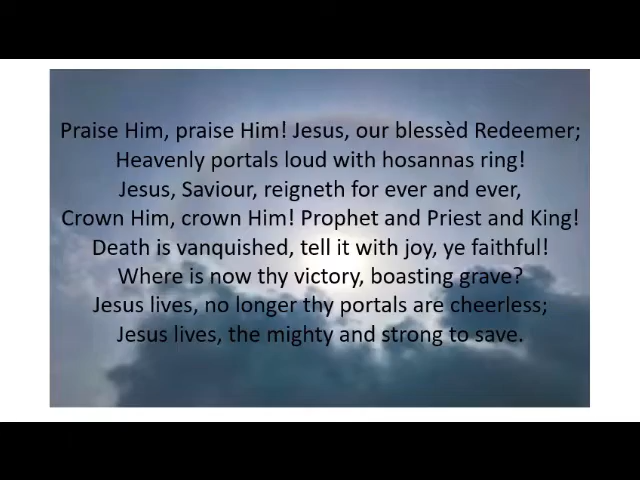 Praise Him, praise Him! Jesus, our blessèd Redeemer;
Heavenly portals loud with hosannas ring!
Jesus, Saviour, reigneth for ever and ever,
Crown Him, crown Him! Prophet and Priest and King!
Death is vanquished, tell it with joy, ye faithful!
Where is now thy victory, boasting grave?
Jesus lives, no longer thy portals are cheerless;
Jesus lives, the mighty and strong to save.